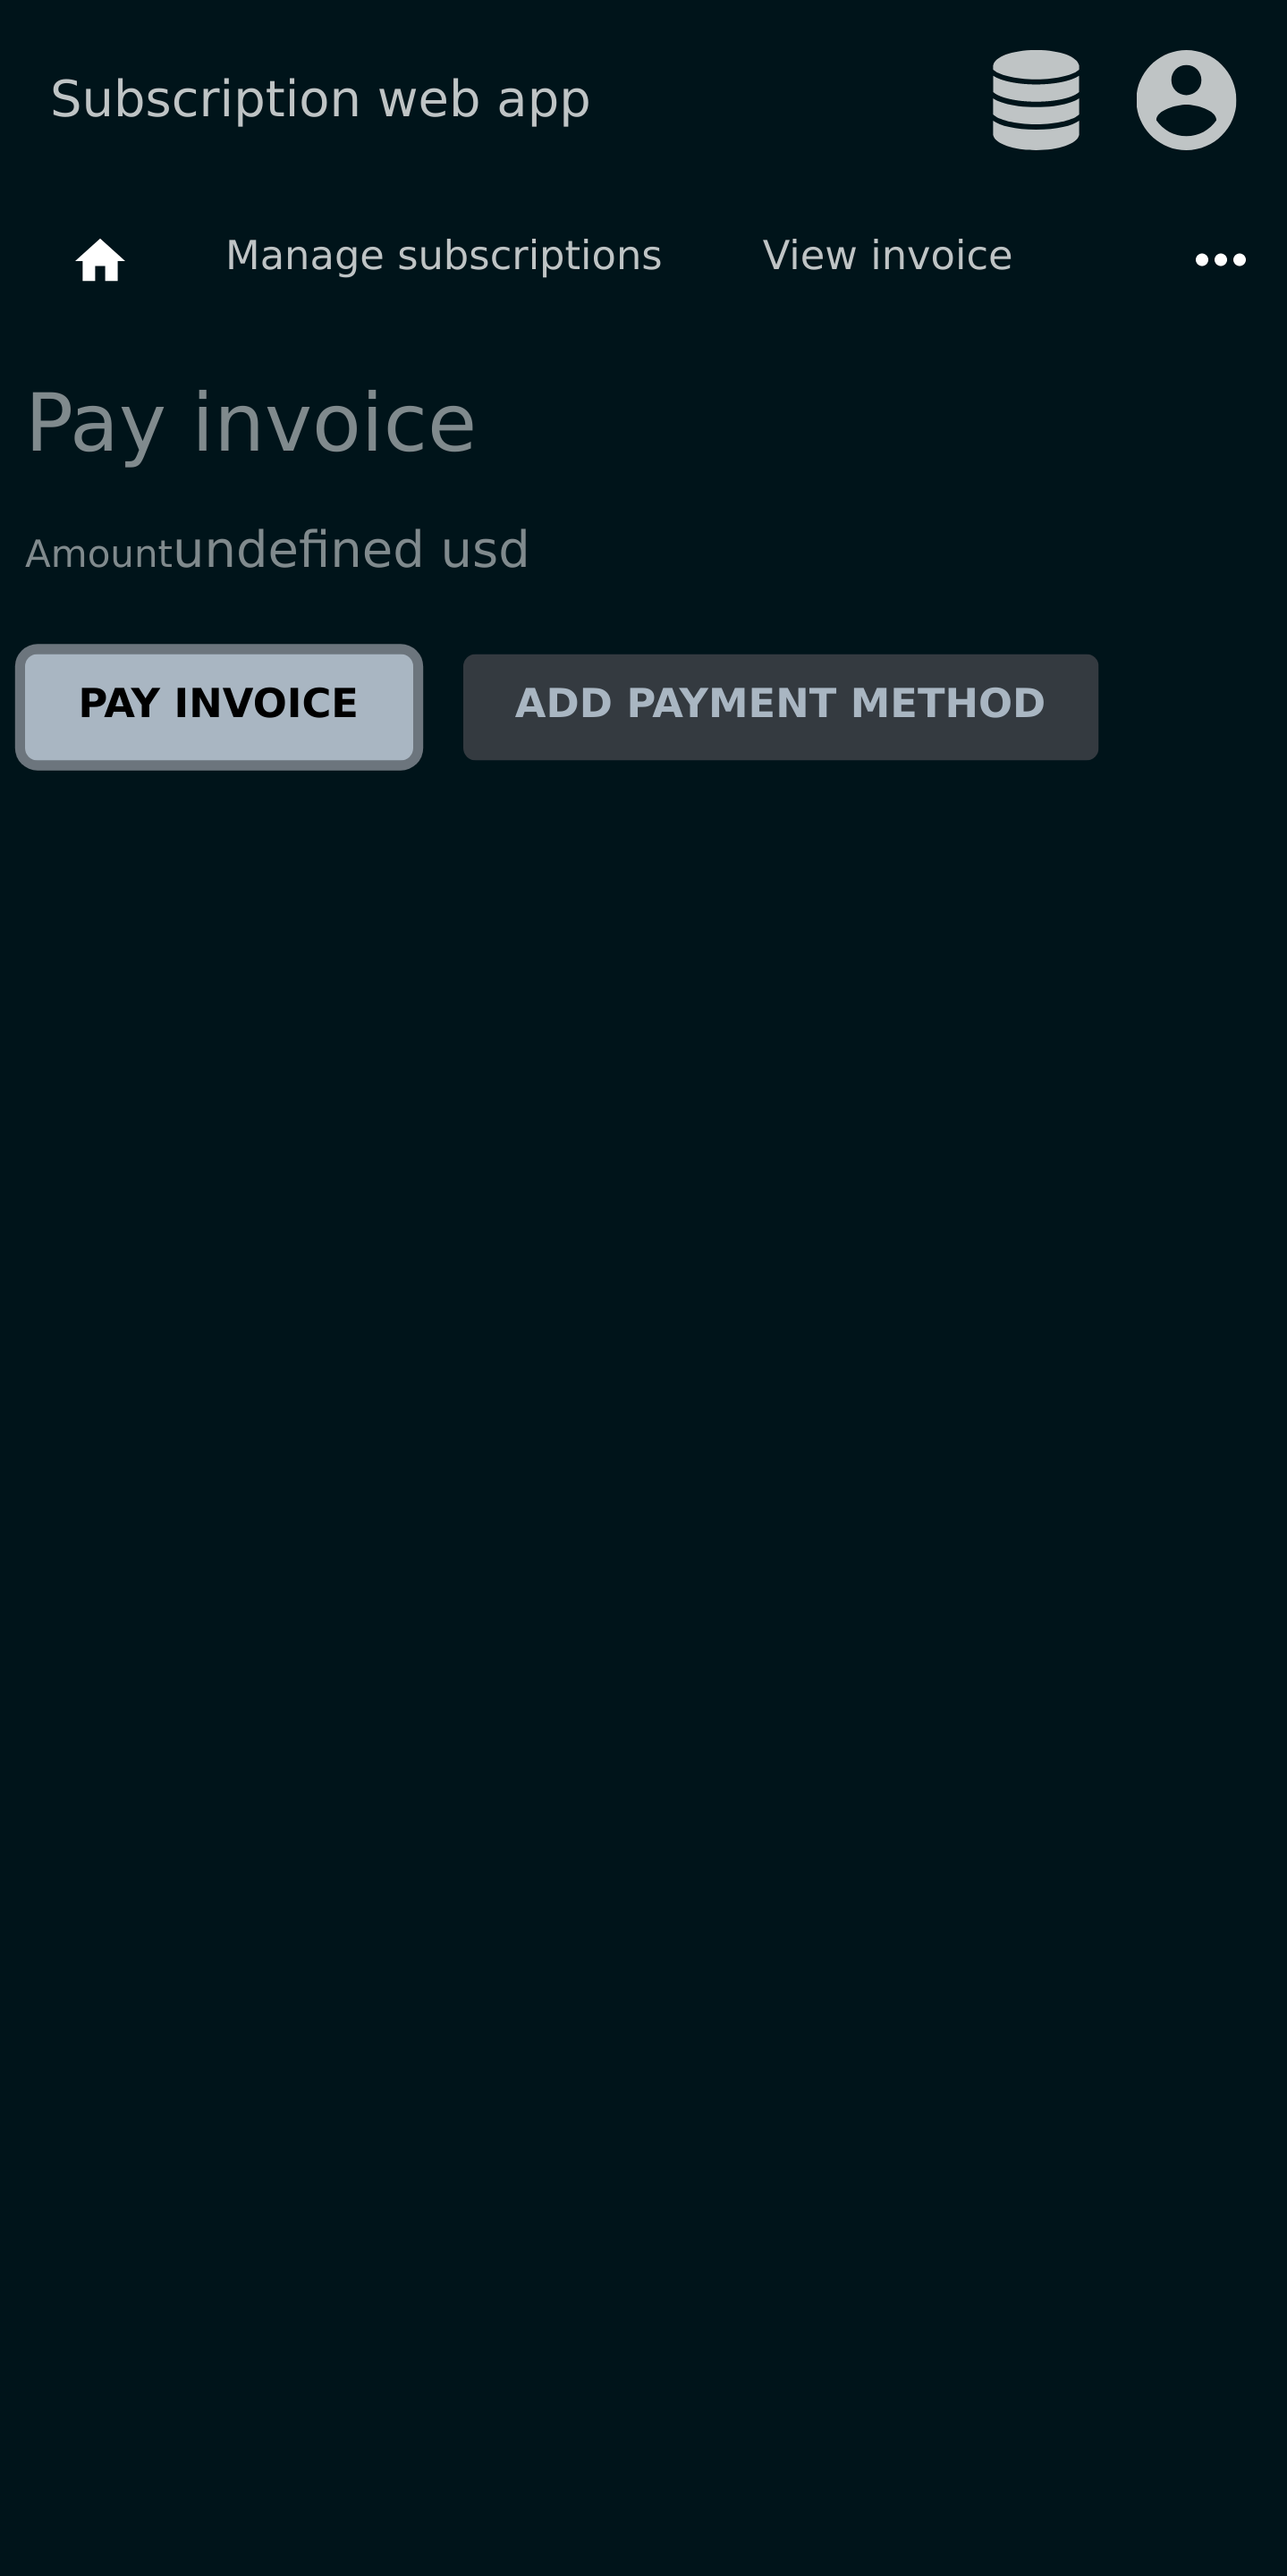 Subscription web app
Manage subscriptions View invoice
Pay invoice
Amountundefined usd
PAY INVOICE ADD PAYMENT METHOD